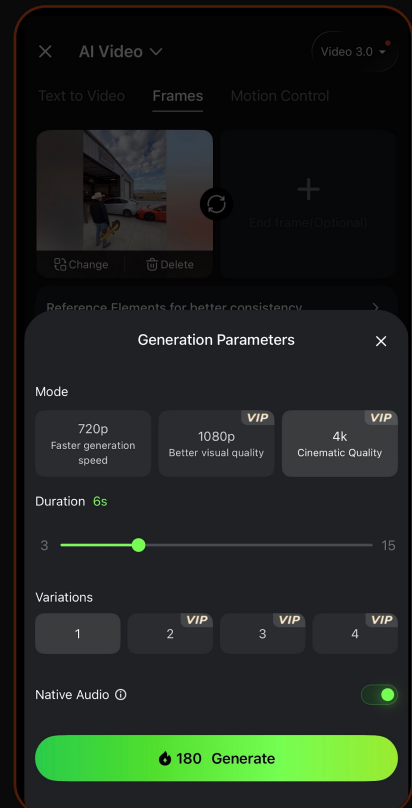 AI Video
Video 3.0
Text to Video Frames Motion Control
End frame(Optional)
Change Delete
Reference Elements for better consistency
Generation Parameters
Mode
720p
Faster generation
speed
VIP
1080p
Better visual quality
VIP
4k
Cinematic Quality
Duration 6s
3 15
Variations
1
VIP
2
VIP
3
VIP
4
Native Audio
180 Generate